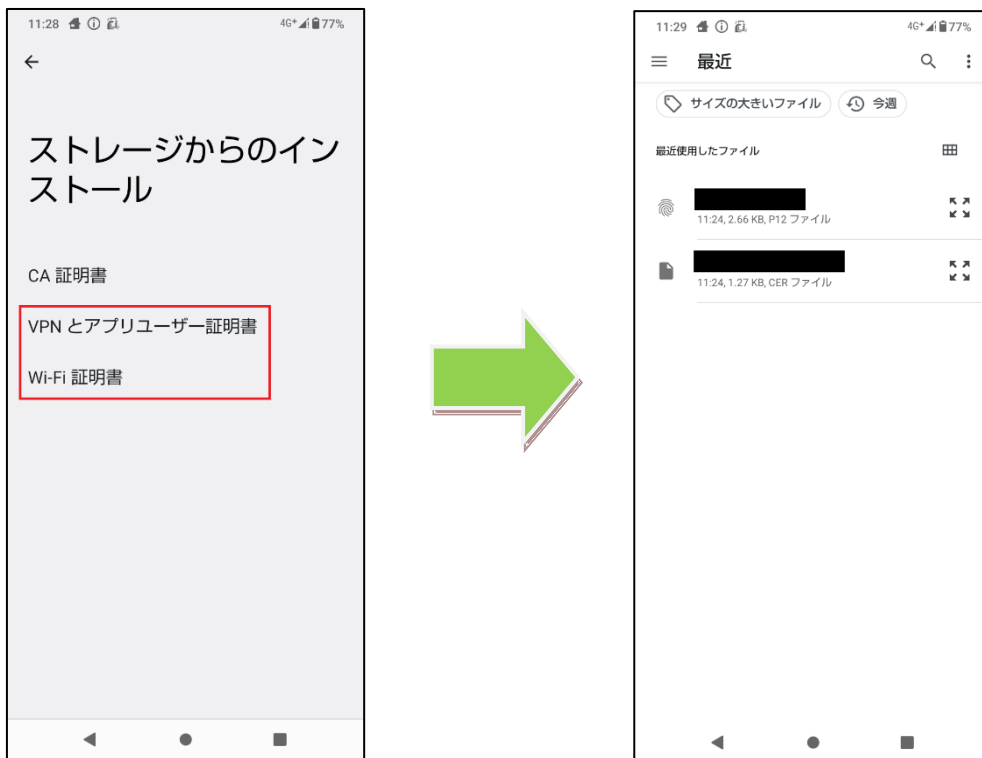 11:28 4G+ 77%
ストレージからのイン
ストール
CA 証明書
VPN とアプリユーザー証明書
Wi-Fi 証明書
11:29 4G+ 77%
最近
サイズの大きいファイル 今週
最近使用したファイル
11:24, 2.66 KB, P12 ファイル
11:24, 1.27 KB, CER ファイル